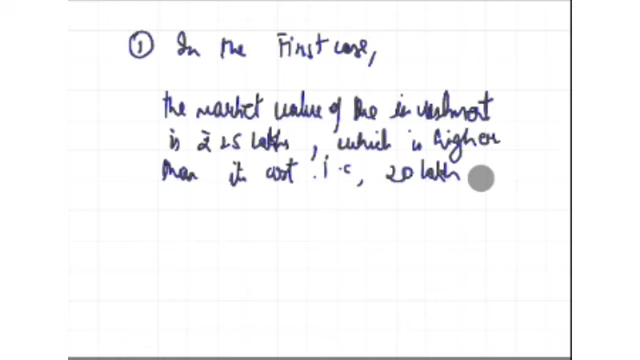 ① In the First case,
the market value of the investment
is ₹ 25 lakhs, which is higher
than its cost i.e, 20 lakh